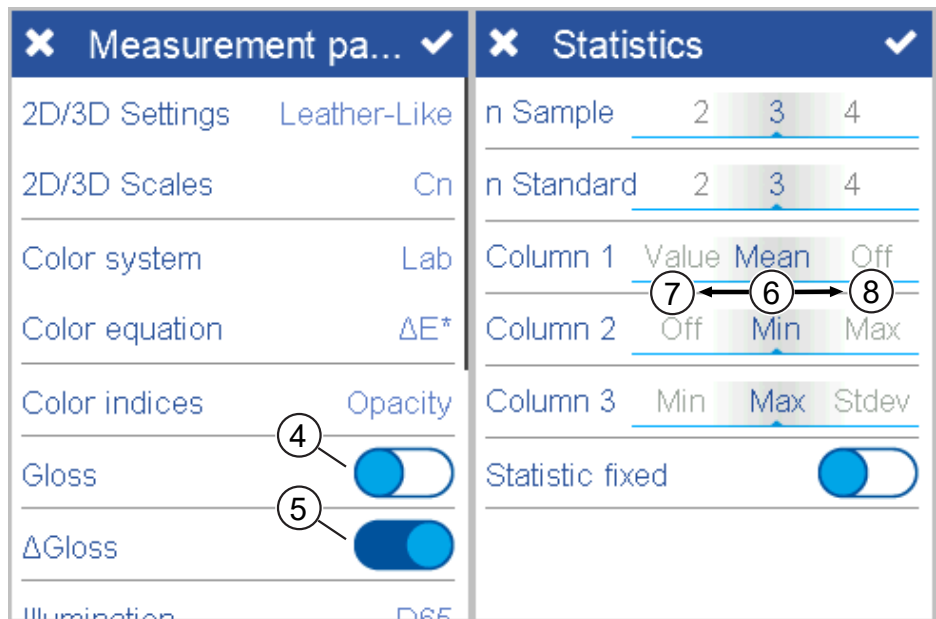 Measurement pa...
2D/3D Settings Leather-Like
2D/3D Scales Cn
Color system Lab
Color equation ΔE*
Color indices Opacity
4
Gloss
5
ΔGloss
Illumination D65
Statistics
n Sample 2 3 4
n Standard 2 3 4
Column 1 Value Mean Off
7 6 8
Column 2 Off Min Max
Column 3 Min Max Stdev
Statistic fixed